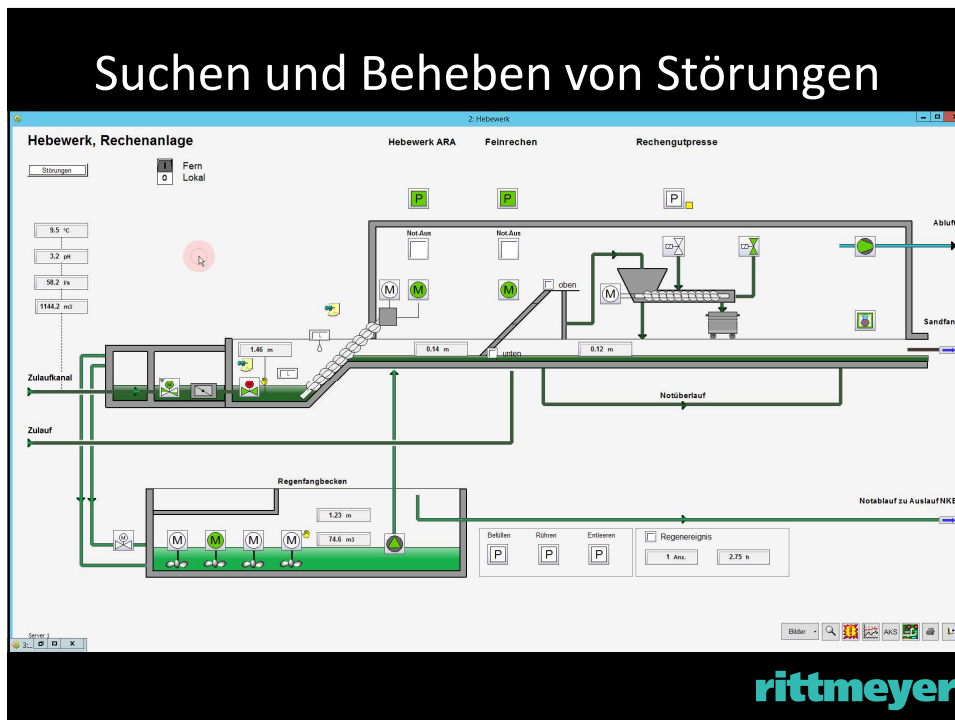 Suchen und Beheben von Störungen
2: Hebewerk
Hebewerk, Rechenanlage
Hebewerk ARA
Feinrechen
Rechengutpresse
Störungen
I
Fern
0
Lokal
P
P
P
Abluft
9.5 °C
Not.Aus
Not.Aus
3.2 pH
58.2 l/s
M
M
M
oben
M
1144.2 m3
L
Sandfan
1.46 m
0.14 m
unten
0.12 m
L
Zulaufkanal
M
M
Notüberlauf
Zulauf
Regenfangbecken
Notablauf zu Auslauf NKB
1.23 m
M
M
M
M
M
74.6 m3
Befüllen
Rühren
Entleeren
P
P
P
Regenereignis
1 Anz.
2.75 h
Server 1
3:..
Bilder
AKS
rittmeyer